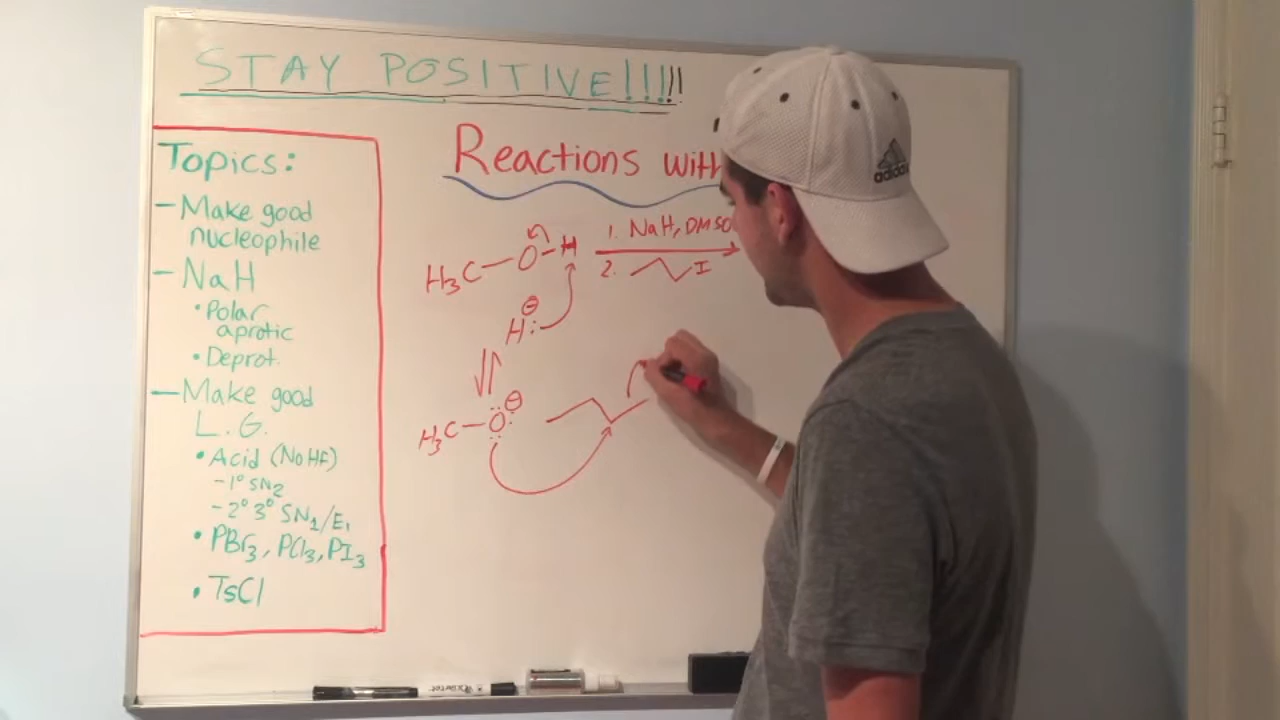 STAY POSITIVE!!!!!!
Reactions with
Topics:
- Make good
nucleophile
- NaH
• Polar
aprotic
• Deprot.
- Make good
L.G.
• Acid (No HF)
- 1° SN2
- 2° 3° SN1/E1
• PBr3, PCl3, PI3
• TsCl
H3C-O-H
1. NaH, DMSO
2. I
H:
⊖
H3C-O
⊖
adidas